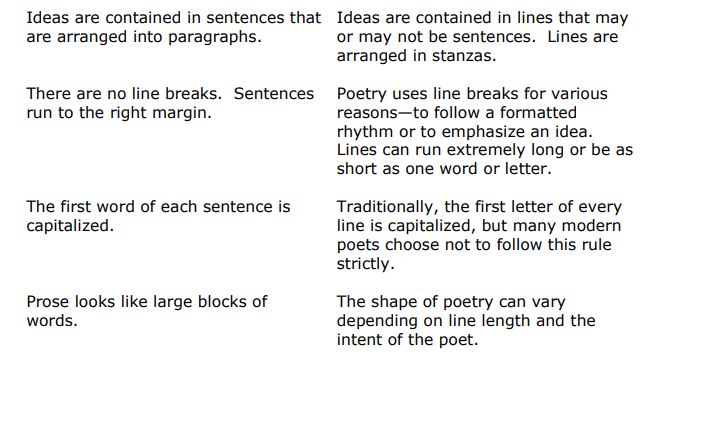 Ideas are contained in sentences that
are arranged into paragraphs.
Ideas are contained in lines that may
or may not be sentences.  Lines are
arranged in stanzas.
There are no line breaks.  Sentences
run to the right margin.
Poetry uses line breaks for various
reasons—to follow a formatted
rhythm or to emphasize an idea.
Lines can run extremely long or be as
short as one word or letter.
The first word of each sentence is
capitalized.
Traditionally, the first letter of every
line is capitalized, but many modern
poets choose not to follow this rule
strictly.
Prose looks like large blocks of
words.
The shape of poetry can vary
depending on line length and the
intent of the poet.